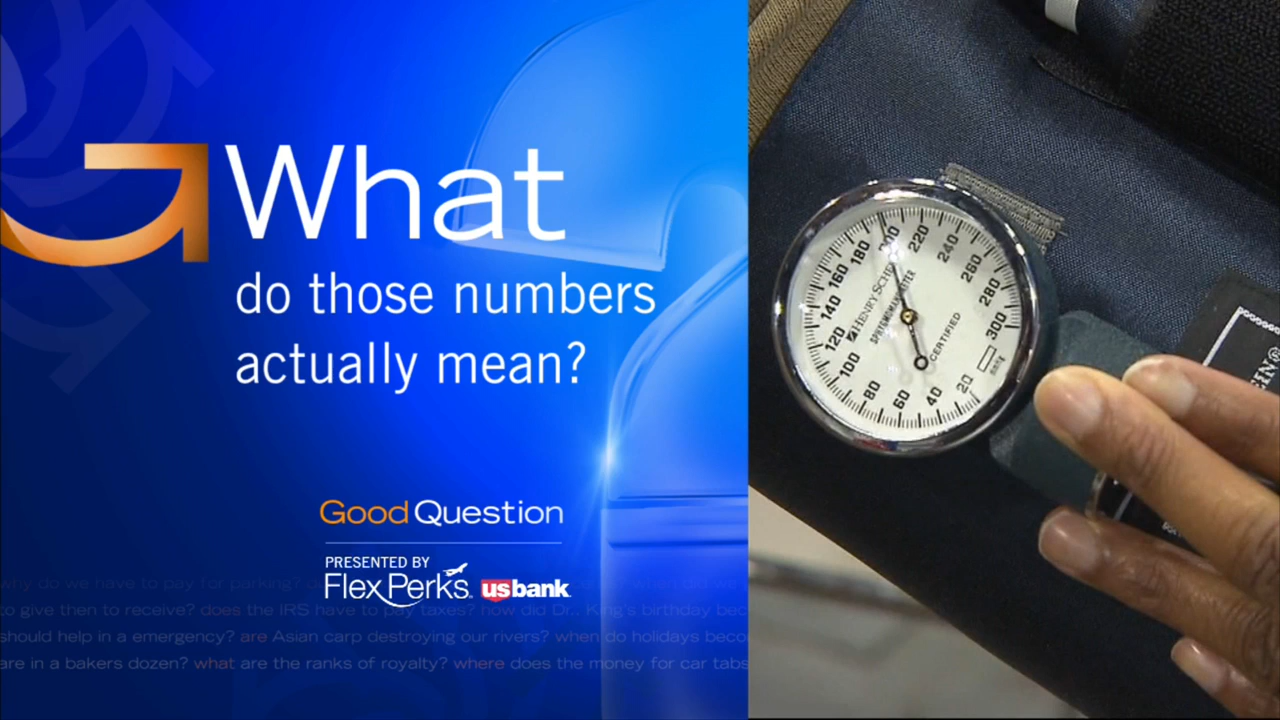 What
do those numbers
actually mean?
Good Question
PRESENTED BY
FlexPerks usbank
why do we have to pay for parking?
to give then to receive? does the IRS have to pay taxes? how did Dr.. King's birthday bec
should help in a emergency? are Asian carp destroying our rivers? when do holidays beco
are in a bakers dozen? what are the ranks of royalty? where does the money for car tabs
20
40
60
80
100
120
140
160
180
200
220
240
260
280
300
HENRY SCHE
SPHYGMOMANOMETER
CERTIFIED